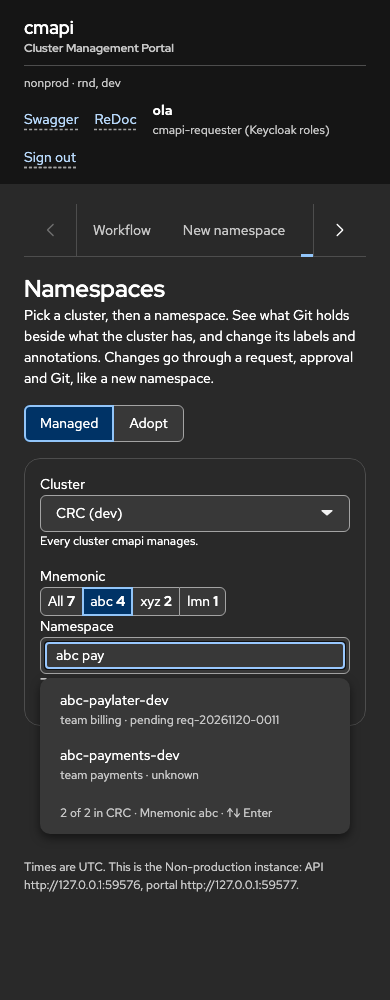 cmapi
Cluster Management Portal
nonprod · rnd, dev
Swagger
ReDoc
ola
cmapi-requester (Keycloak roles)
Sign out
Workflow
New namespace
Namespaces
Pick a cluster, then a namespace. See what Git holds
beside what the cluster has, and change its labels and
annotations. Changes go through a request, approval
and Git, like a new namespace.
Managed
Adopt
Cluster
CRC (dev)
Every cluster cmapi manages.
Mnemonic
All 7
abc 4
xyz 2
lmn 1
Namespace
abc pay
abc-paylater-dev
team billing · pending req-20261120-0011
abc-payments-dev
team payments · unknown
2 of 2 in CRC · Mnemonic abc · ↑↓ Enter
Times are UTC. This is the Non-production instance: API
http://127.0.0.1:59576, portal http://127.0.0.1:59577.